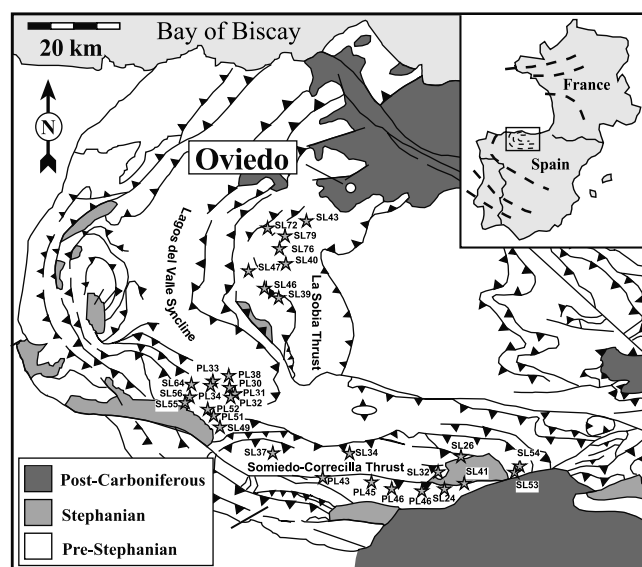 Bay of Biscay
20 km
N
France
Spain
Oviedo
Lagos del Valle Syncline
La Sobia Thrust
SL43
SL72
SL79
SL76
SL40
SL47
SL46
SL39
PL38
PL33
PL30
SL64
PL31
SL56
PL34
PL32
SL55
PL52
PL51
SL49
SL37
SL34
SL26
SL54
Somiedo-Correcilla Thrust
SL32
SL41
PL43
PL45
PL46
PL46
SL24
SL53
Post-Carboniferous
Stephanian
Pre-Stephanian